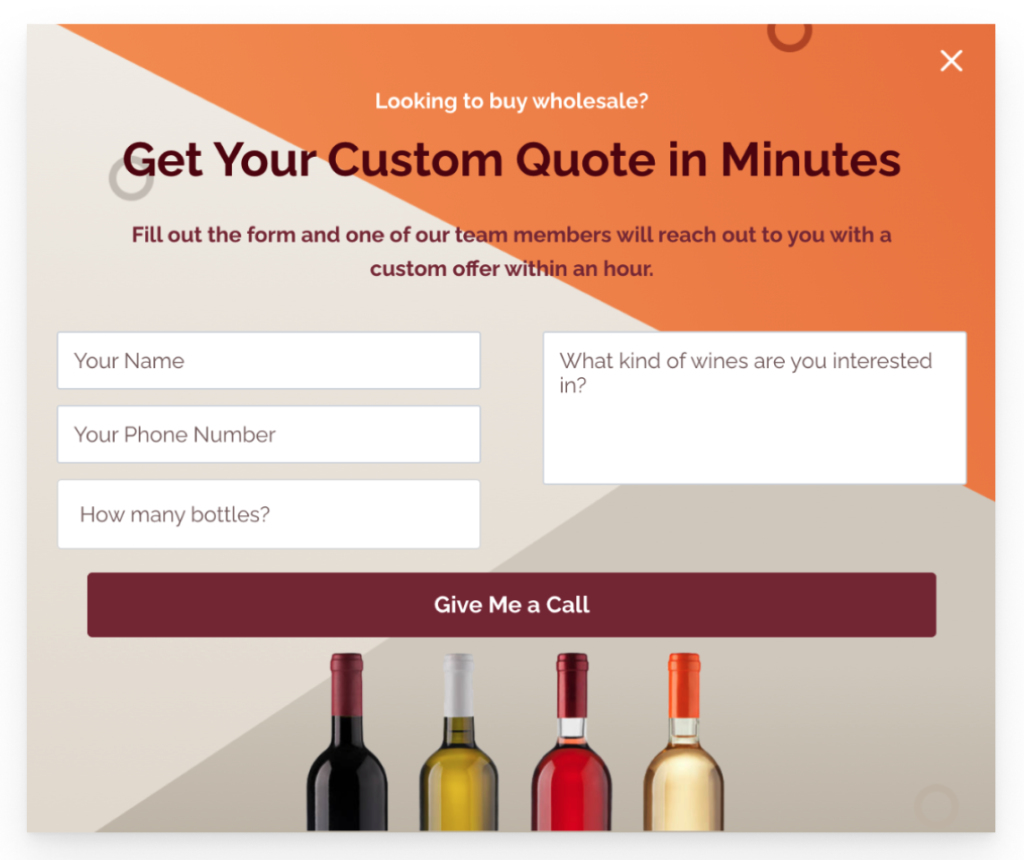 Looking to buy wholesale?
Get Your Custom Quote in Minutes
Fill out the form and one of our team members will reach out to you with a
custom offer within an hour.
Your Name
Your Phone Number
How many bottles?
What kind of wines are you interested
in?
Give Me a Call